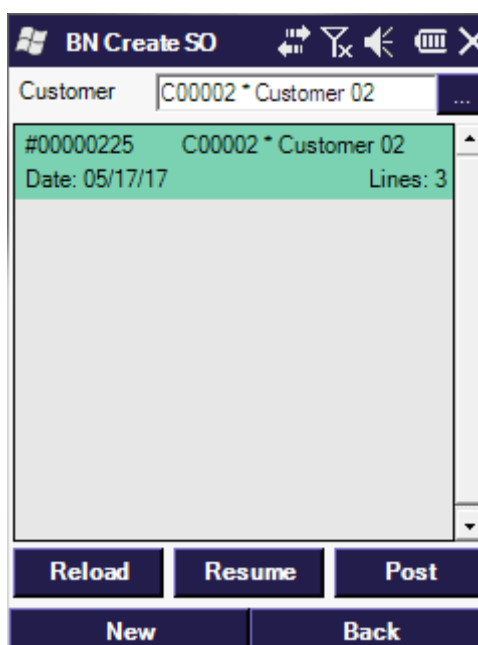 BN Create SO
Customer C00002 * Customer 02 ...
#00000225 C00002 * Customer 02
Date: 05/17/17 Lines: 3
Reload Resume Post
New Back